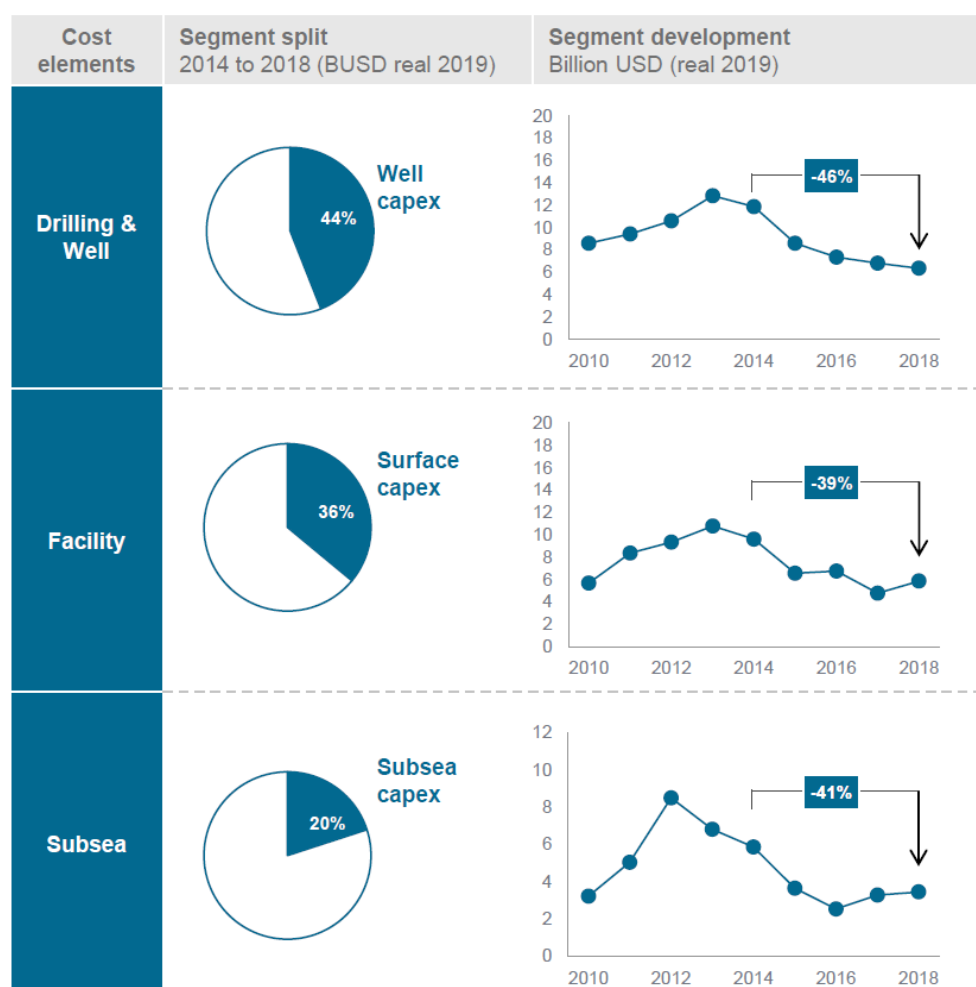 Cost
elements
Segment split
2014 to 2018 (BUSD real 2019)
Segment development
Billion USD (real 2019)
Drilling &
Well
44%
Well
capex
20
18
16
14
12
10
8
6
4
2
0
-46%
2010 2012 2014 2016 2018
Facility
36%
Surface
capex
20
18
16
14
12
10
8
6
4
2
0
-39%
2010 2012 2014 2016 2018
Subsea
20%
Subsea
capex
12
10
8
6
4
2
0
-41%
2010 2012 2014 2016 2018